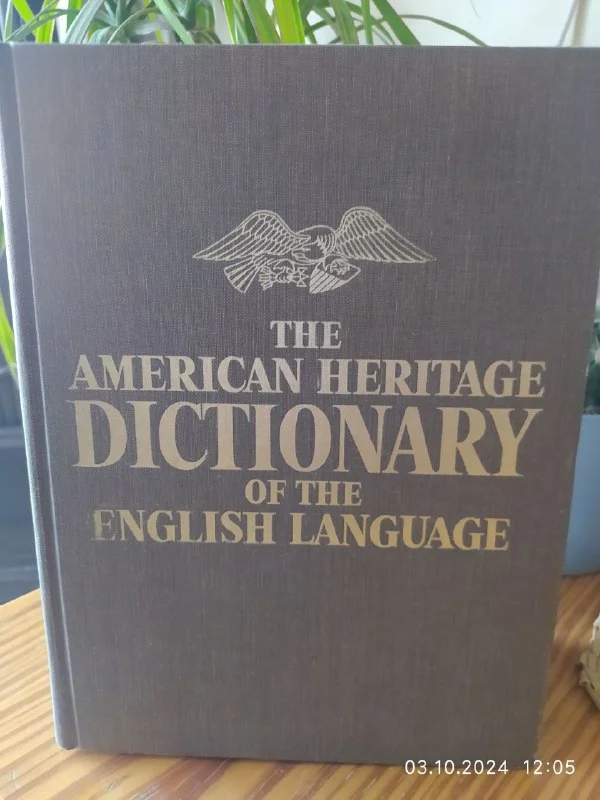 THE
AMERICAN HERITAGE
DICTIONARY
OF THE
ENGLISH LANGUAGE
03.10.2024 12:05